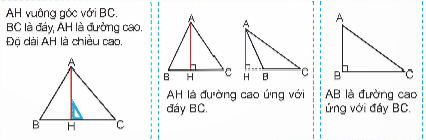 AH vuông góc với BC.
BC là đáy, AH là đường cao.
Độ dài AH là chiều cao.
A
B
H
C
A
B
H
C
A
H
B
C
AH là đường cao ứng với
đáy BC.
A
B
C
AB là đường cao
ứng với đáy BC.